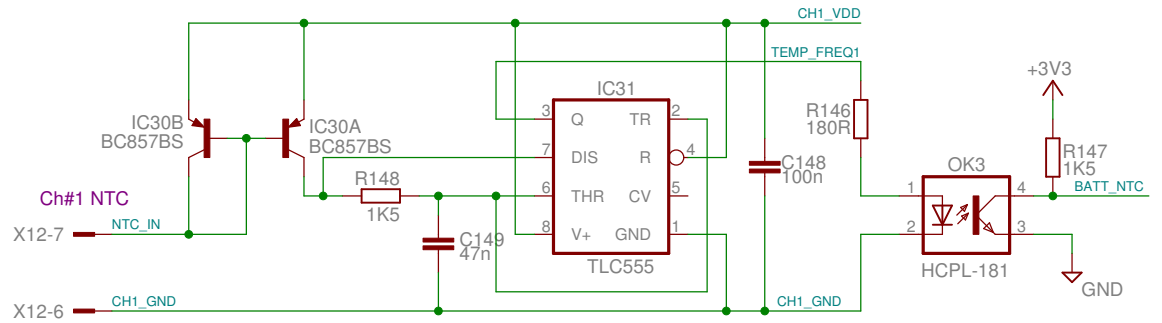 CH1_VDD
TEMP_FREQ1
+3V3
IC30B
BC857BS
IC30A
BC857BS
IC31
3 Q TR 2
7 DIS R 4
6 THR CV 5
8 V+ GND 1
TLC555
R146
180R
R147
1K5
C148
100n
OK3
1 4
2 3
HCPL-181
BATT_NTC
GND
R148
1K5
C149
47n
Ch#1 NTC
X12-7 NTC_IN
X12-6 CH1_GND
CH1_GND